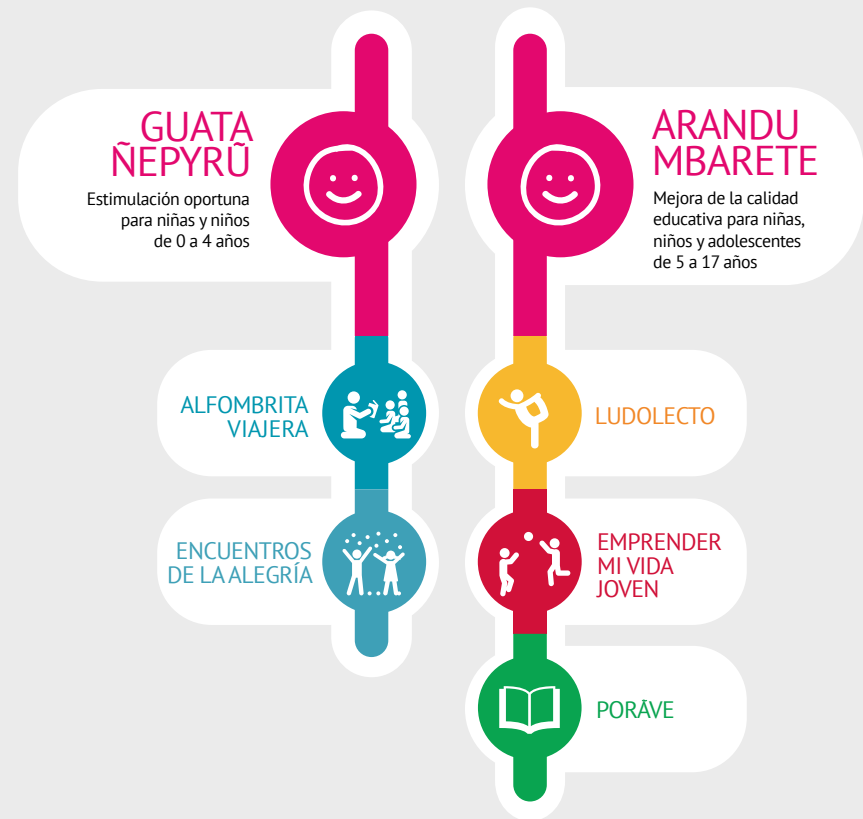 GUATA
ÑEPYRŨ
Estimulación oportuna
para niñas y niños
de 0 a 4 años
ALFOMBRITA
VIAJERA
ENCUENTROS
DE LA ALEGRÍA
ARANDU
MBARETE
Mejora de la calidad
educativa para niñas,
niños y adolescentes
de 5 a 17 años
LUDOLECTO
EMPRENDER
MI VIDA
JOVEN
PORÃVE